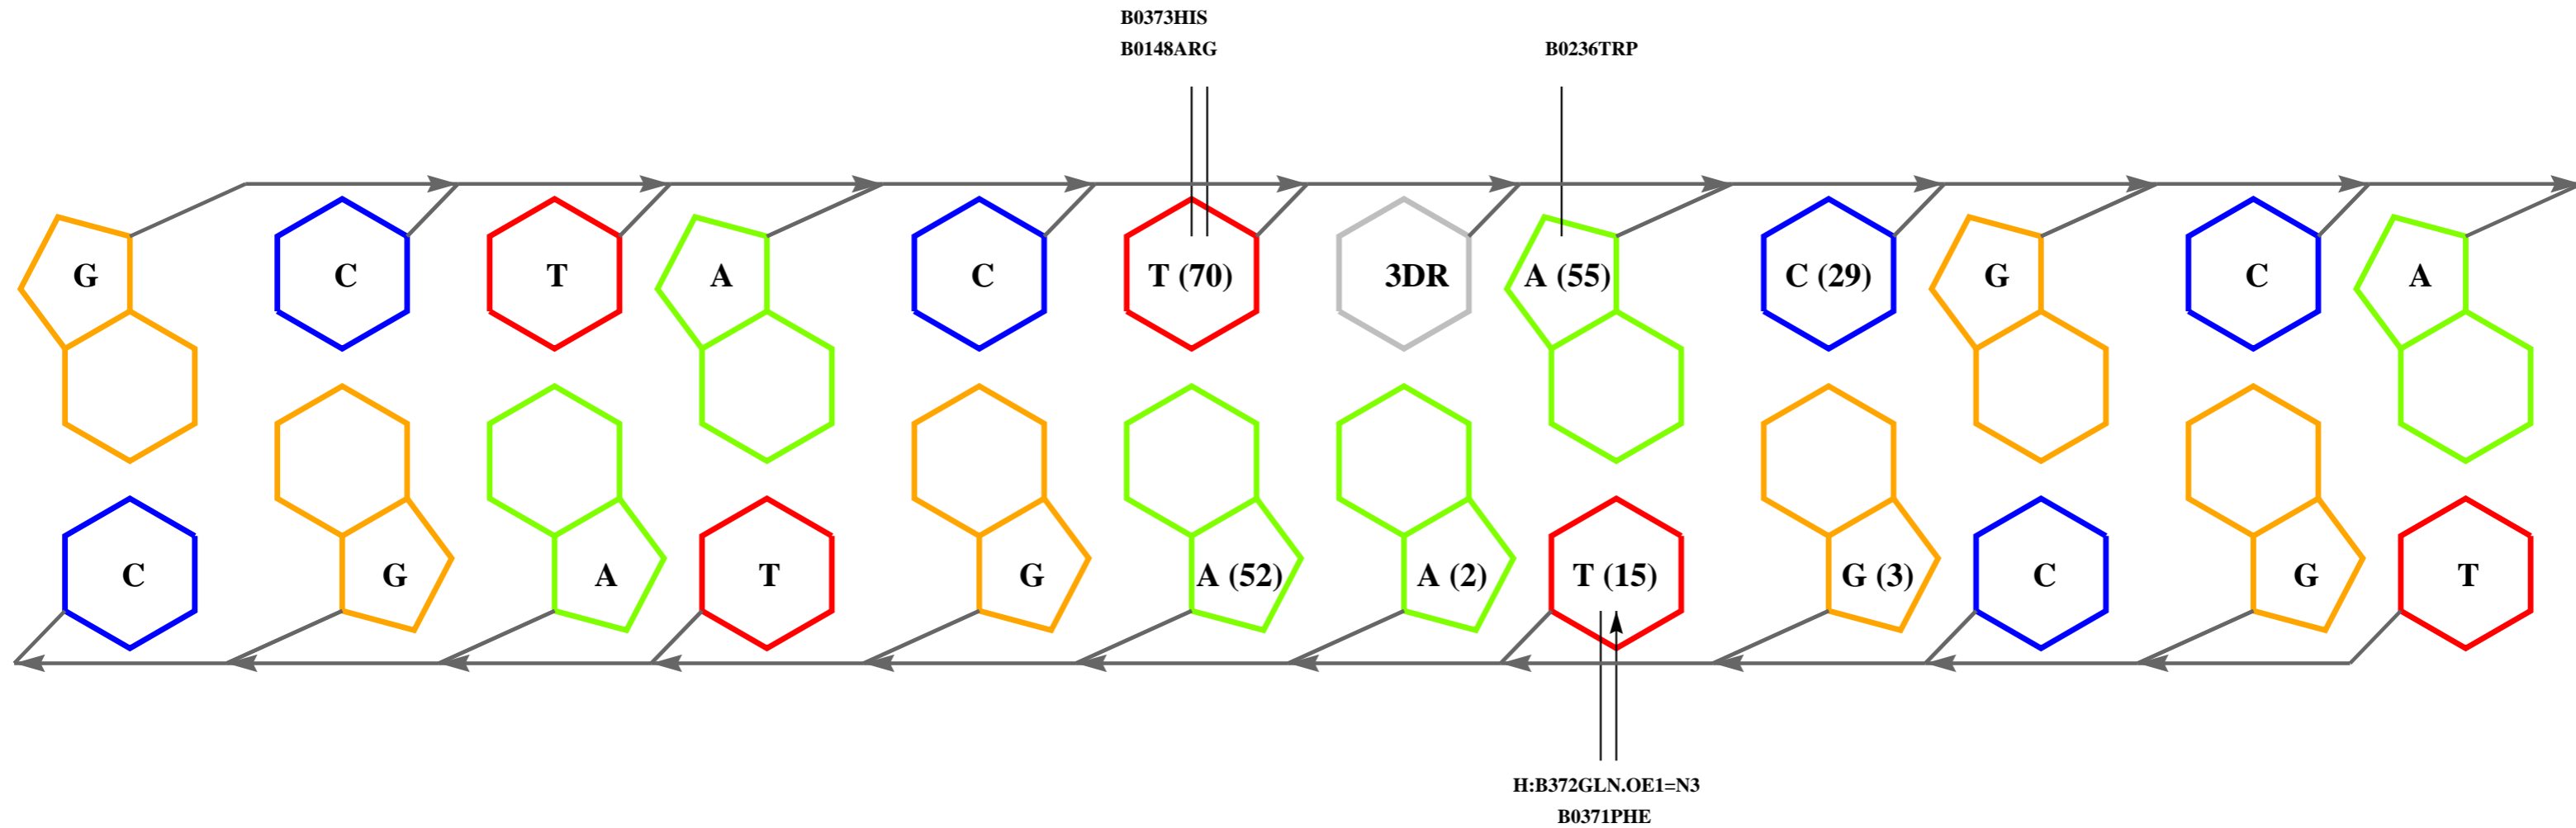 B0373HIS
B0148ARG
B0236TRP
G C T A C T (70) 3DR A (55) C (29) G C A
C G A T G A (52) A (2) T (15) G (3) C G T
H:B372GLN.OE1=N3
B0371PHE